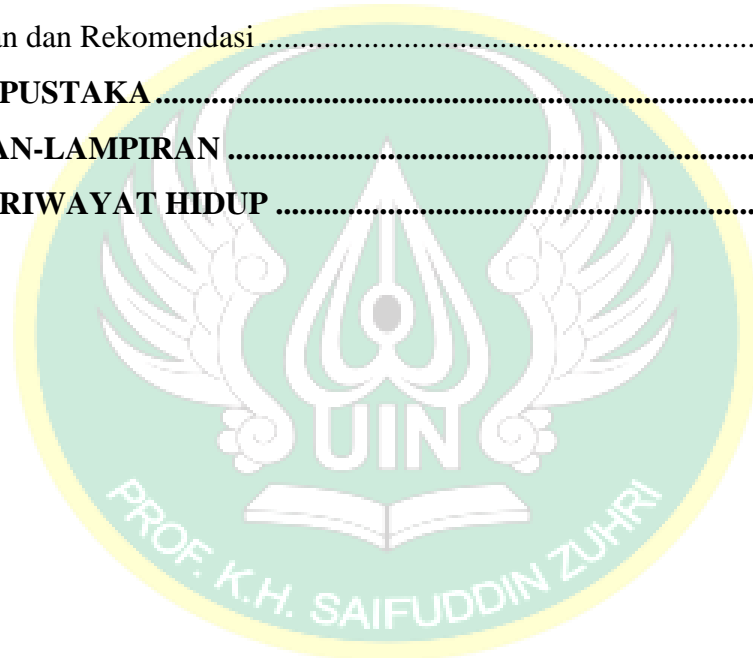 an dan Rekomendasi ..........................................................................
PUSTAKA ..........................................................................................
AN-LAMPIRAN ................................................................................
RIWAYAT HIDUP .........................................................................
UIN
PROF. K.H. SAIFUDDIN ZUHRI